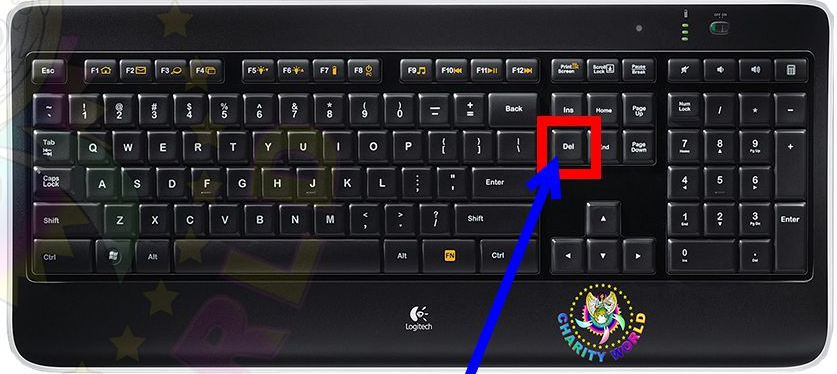 OFF ON
Esc F1 F2 F3 F4 F5 F6 F7 F8 PC F9 F10 F11 F12 Print Screen Scroll Lock Pause Break
~ ` ! 1 @ 2 # 3 $ 4 % 5 ^ 6 & 7 * 8 ( 9 ) 0 — - + = Back Ins Home Page Up Num Lock / * -
Tab Q W E R T Y U I O P { [ } ] | \ Del End Page Down 7 Home 8 9 Pg Up +
Caps Lock A S D F G H J K L : ; " ' Enter 4 5 6
Shift Z X C V B N M < , > . ? / Shift 1 End 2 3 Pg Dn Enter
Ctrl Alt Alt FN Ctrl 0 Ins . Del
Logitech
CHARITY WORLD